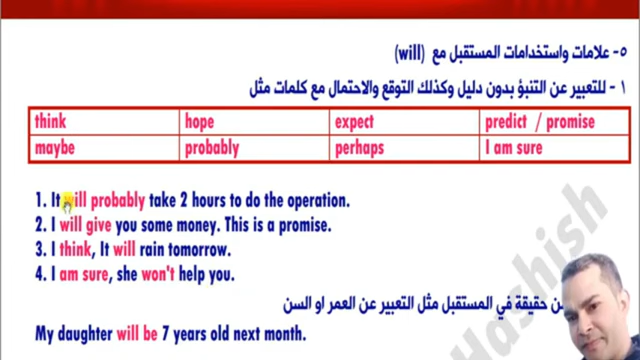 ٥- علامات واستخدامات المستقبل مع (will)
١ - للتعبير عن التنبؤ بدون دليل وكذلك التوقع والاحتمال مع كلمات مثل
think hope expect predict / promise
maybe probably perhaps I am sure
1. It will probably take 2 hours to do the operation.
2. I will give you some money. This is a promise.
3. I think, It will rain tomorrow.
4. I am sure, she won't help you.
حقيقة في المستقبل مثل التعبير عن العمر او السن
My daughter will be 7 years old next month.
Hashish